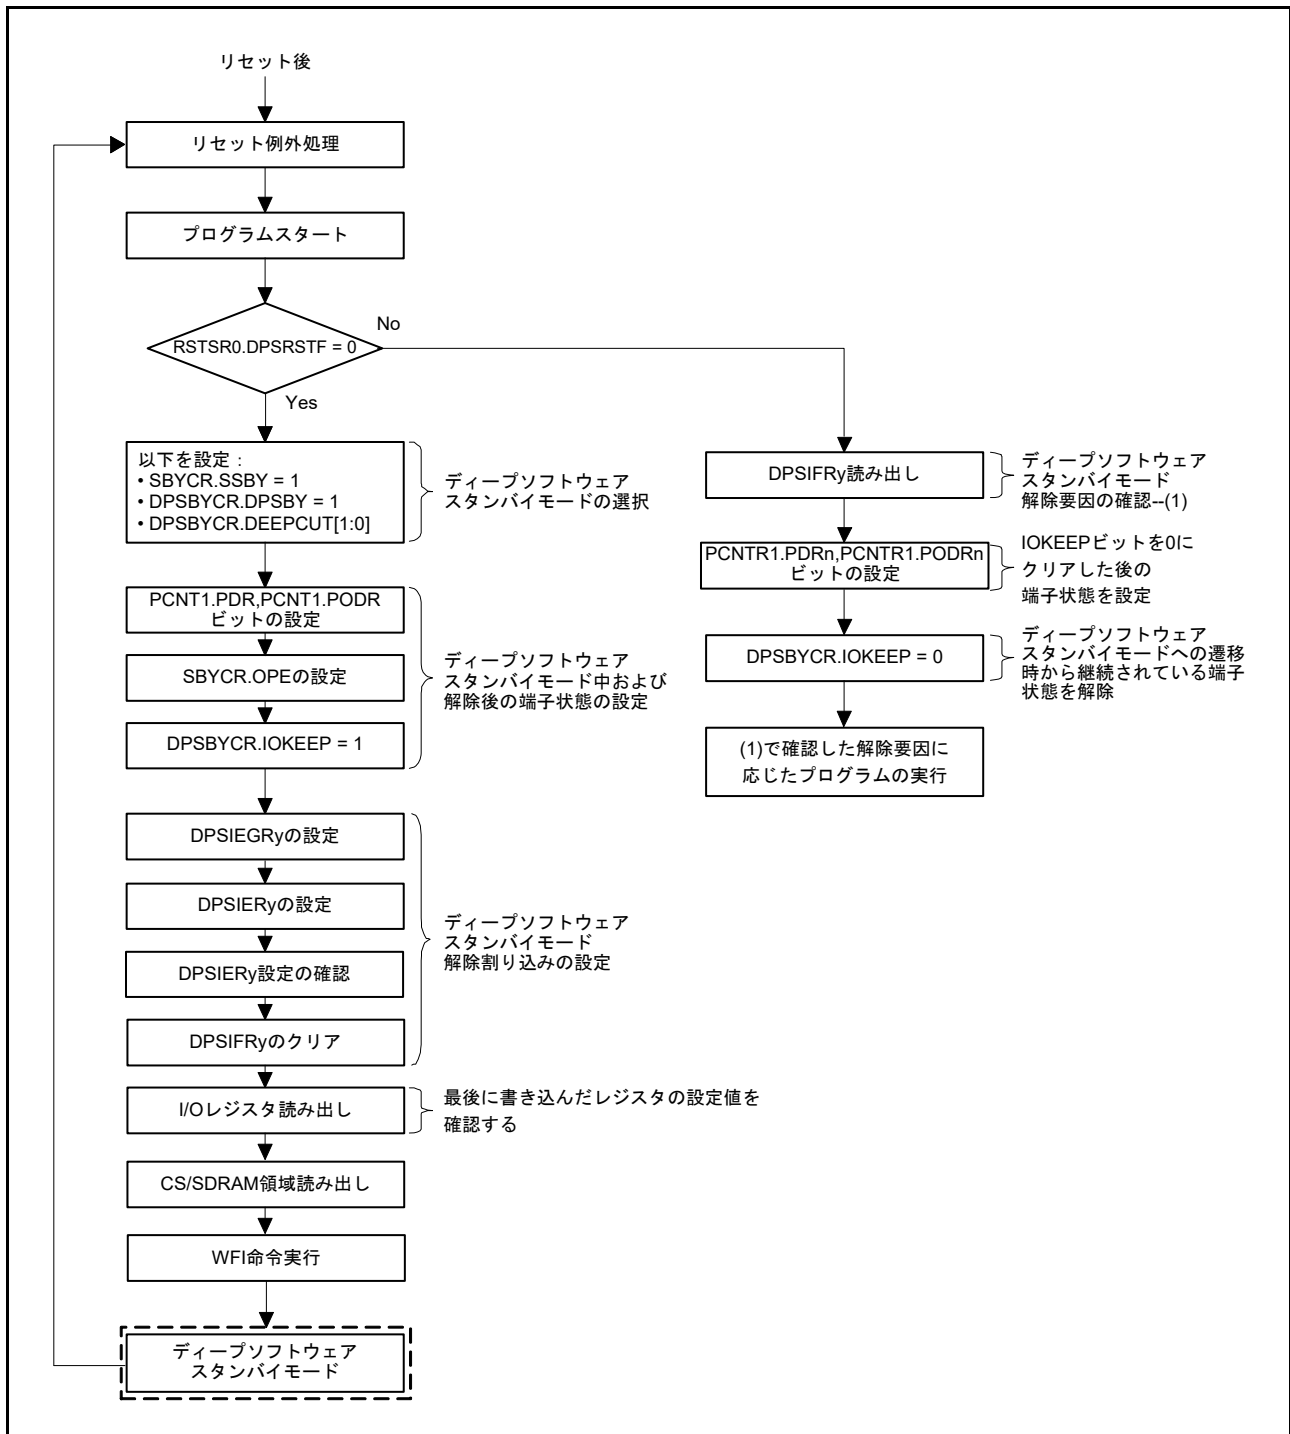 リセット後
リセット例外処理
プログラムスタート
RSTSR0.DPSRSTF = 0
No
Yes
以下を設定：
• SBYCR.SSBY = 1
• DPSBYCR.DPSBY = 1
• DPSBYCR.DEEPCUT[1:0]
ディープソフトウェア
スタンバイモードの選択
PCNT1.PDR,PCNT1.PODR
ビットの設定
SBYCR.OPEの設定
DPSBYCR.IOKEEP = 1
ディープソフトウェア
スタンバイモード中および
解除後の端子状態の設定
DPSIEGRyの設定
DPSIERyの設定
DPSIERy設定の確認
DPSIFRyのクリア
ディープソフトウェア
スタンバイモード
解除割り込みの設定
I/Oレジスタ読み出し
最後に書き込んだレジスタの設定値を
確認する
CS/SDRAM領域読み出し
WFI命令実行
ディープソフトウェア
スタンバイモード
DPSIFRy読み出し
ディープソフトウェア
スタンバイモード
解除要因の確認--(1)
PCNTR1.PDRn,PCNTR1.PODRn
ビットの設定
IOKEEPビットを0に
クリアした後の
端子状態を設定
DPSBYCR.IOKEEP = 0
ディープソフトウェア
スタンバイモードへの遷移
時から継続されている端子
状態を解除
(1)で確認した解除要因に
応じたプログラムの実行